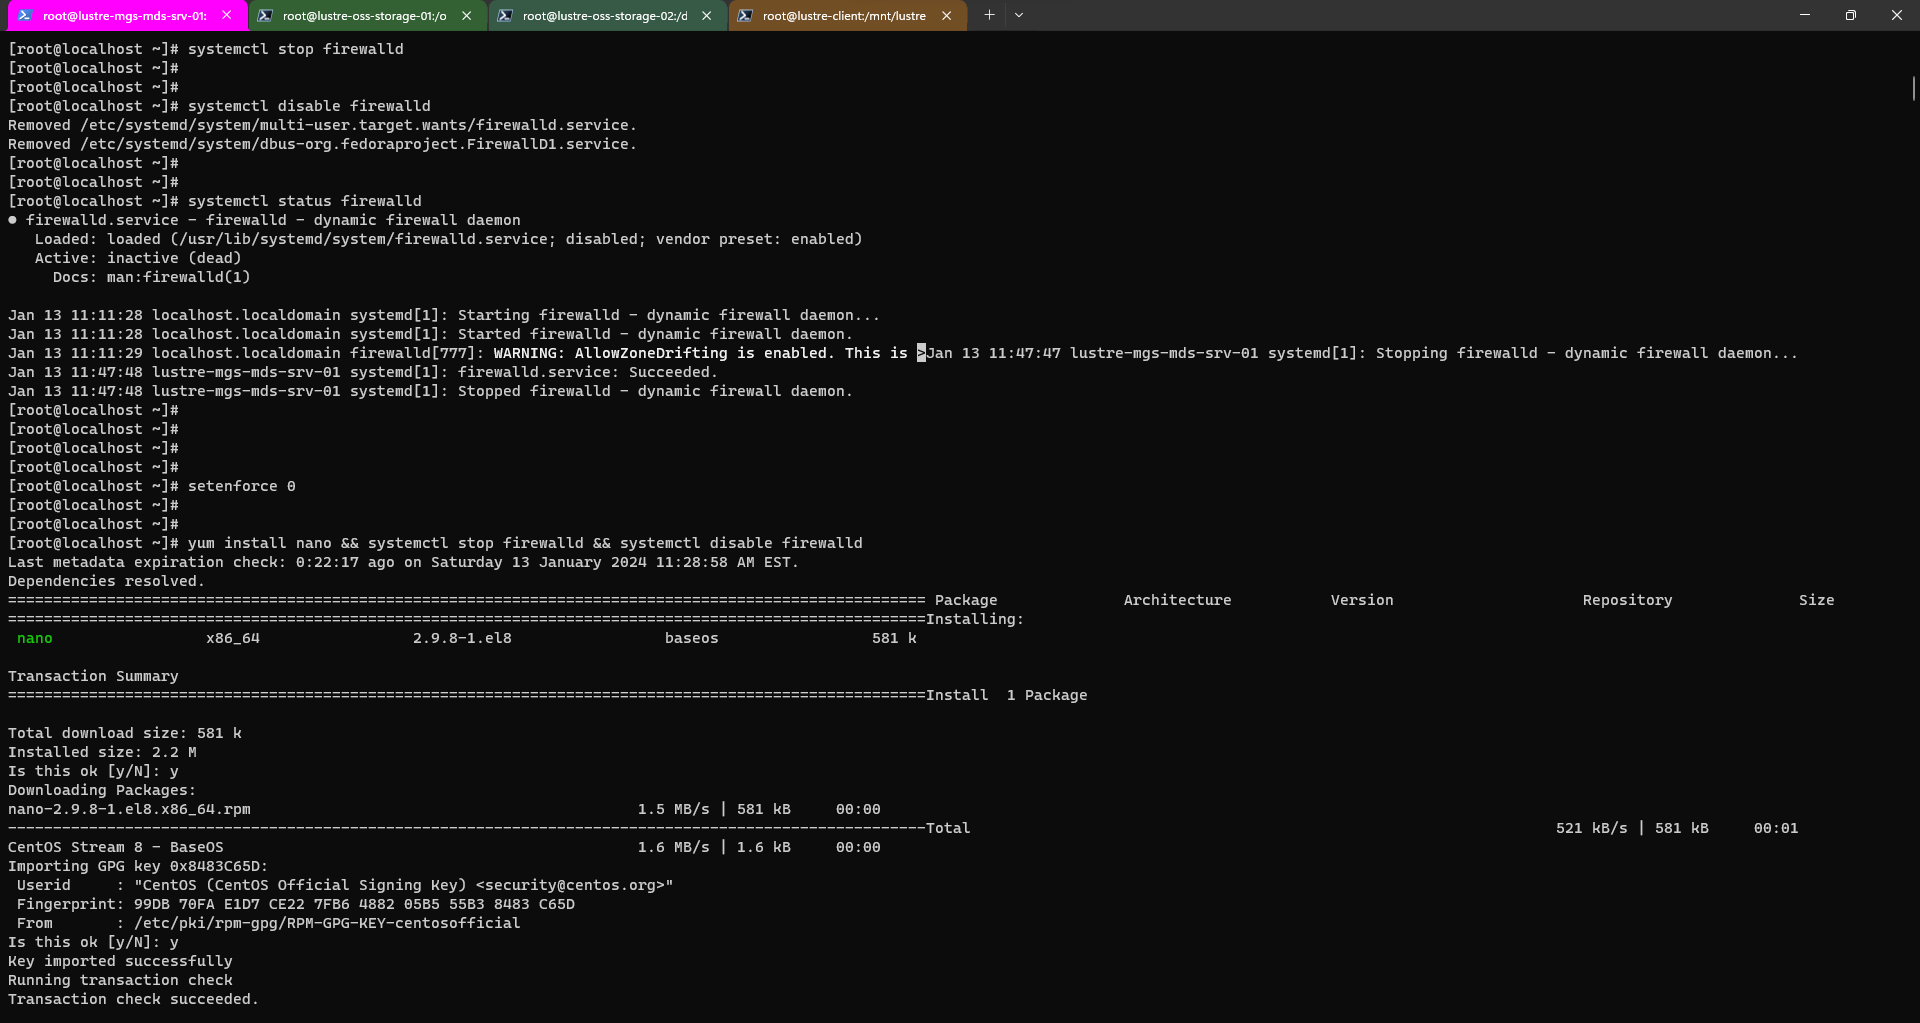 root@lustre-mgs-mds-srv-01: root@lustre-oss-storage-01:/o root@lustre-oss-storage-02:/d root@lustre-client:/mnt/lustre
[root@localhost ~]# systemctl stop firewalld
[root@localhost ~]#
[root@localhost ~]#
[root@localhost ~]# systemctl disable firewalld
Removed /etc/systemd/system/multi-user.target.wants/firewalld.service.
Removed /etc/systemd/system/dbus-org.fedoraproject.FirewallD1.service.
[root@localhost ~]#
[root@localhost ~]#
[root@localhost ~]# systemctl status firewalld
● firewalld.service - firewalld - dynamic firewall daemon
   Loaded: loaded (/usr/lib/systemd/system/firewalld.service; disabled; vendor preset: enabled)
   Active: inactive (dead)
     Docs: man:firewalld(1)

Jan 13 11:11:28 localhost.localdomain systemd[1]: Starting firewalld - dynamic firewall daemon...
Jan 13 11:11:28 localhost.localdomain systemd[1]: Started firewalld - dynamic firewall daemon.
Jan 13 11:11:29 localhost.localdomain firewalld[777]: WARNING: AllowZoneDrifting is enabled. This is >Jan 13 11:47:47 lustre-mgs-mds-srv-01 systemd[1]: Stopping firewalld - dynamic firewall daemon...
Jan 13 11:47:48 lustre-mgs-mds-srv-01 systemd[1]: firewalld.service: Succeeded.
Jan 13 11:47:48 lustre-mgs-mds-srv-01 systemd[1]: Stopped firewalld - dynamic firewall daemon.
[root@localhost ~]#
[root@localhost ~]#
[root@localhost ~]#
[root@localhost ~]#
[root@localhost ~]# setenforce 0
[root@localhost ~]#
[root@localhost ~]#
[root@localhost ~]# yum install nano && systemctl stop firewalld && systemctl disable firewalld
Last metadata expiration check: 0:22:17 ago on Saturday 13 January 2024 11:28:58 AM EST.
Dependencies resolved.
====================================================================================================== Package              Architecture           Version                     Repository              Size
======================================================================================================Installing:
 nano                 x86_64                 2.9.8-1.el8                 baseos                 581 k

Transaction Summary
======================================================================================================Install  1 Package

Total download size: 581 k
Installed size: 2.2 M
Is this ok [y/N]: y
Downloading Packages:
nano-2.9.8-1.el8.x86_64.rpm                                           1.5 MB/s | 581 kB     00:00
------------------------------------------------------------------------------------------------------Total                                                                 521 kB/s | 581 kB     00:01
CentOS Stream 8 - BaseOS                                              1.6 MB/s | 1.6 kB     00:00
Importing GPG key 0x8483C65D:
 Userid     : "CentOS (CentOS Official Signing Key) <security@centos.org>"
 Fingerprint: 99DB 70FA E1D7 CE22 7FB6 4882 05B5 55B3 8483 C65D
 From       : /etc/pki/rpm-gpg/RPM-GPG-KEY-centosofficial
Is this ok [y/N]: y
Key imported successfully
Running transaction check
Transaction check succeeded.